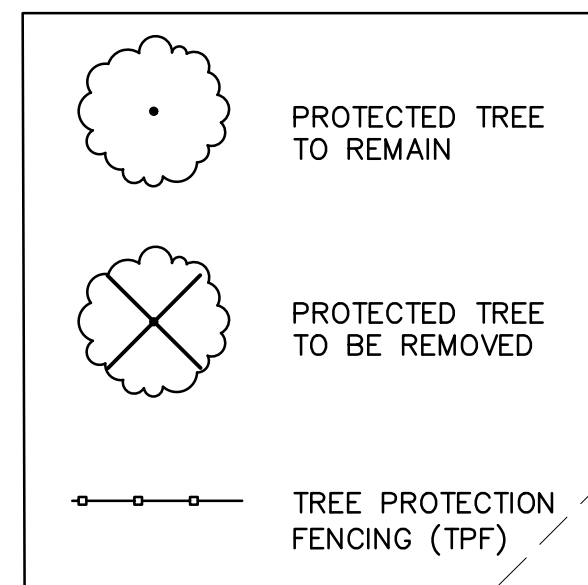 PROTECTED TREE
TO REMAIN
PROTECTED TREE
TO BE REMOVED
TREE PROTECTION
FENCING (TPF)